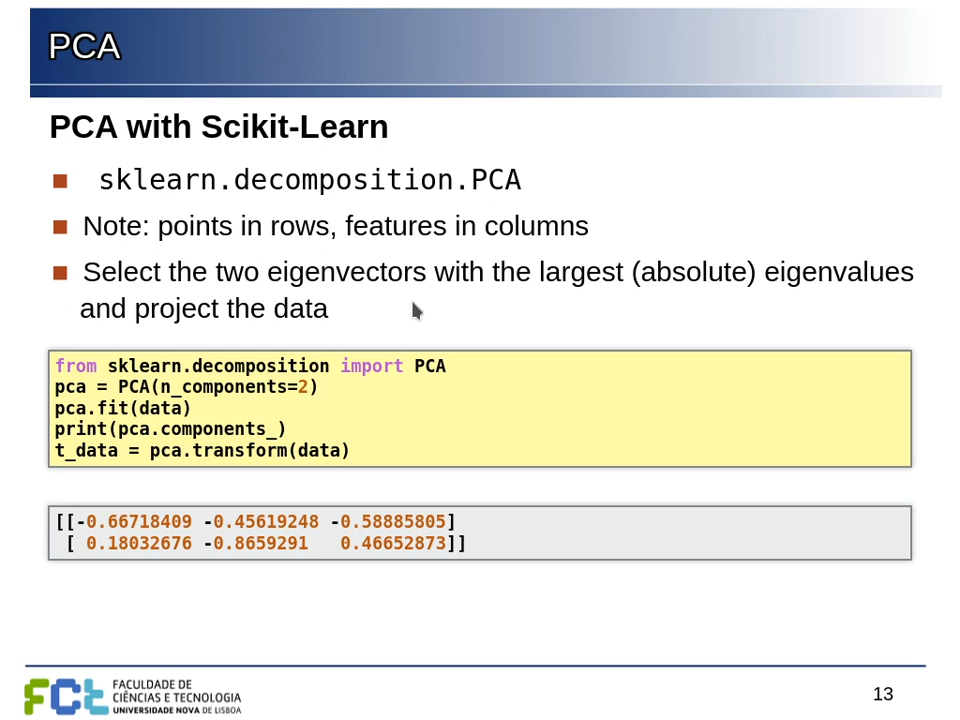 PCA
PCA with Scikit-Learn
sklearn.decomposition.PCA
Note: points in rows, features in columns
Select the two eigenvectors with the largest (absolute) eigenvalues
and project the data
from sklearn.decomposition import PCA
pca = PCA(n_components=2)
pca.fit(data)
print(pca.components_)
t_data = pca.transform(data)
[[-0.66718409 -0.45619248 -0.58885805]
 [ 0.18032676 -0.8659291   0.46652873]]
FCt
FACULDADE DE
CIÊNCIAS E TECNOLOGIA
UNIVERSIDADE NOVA DE LISBOA
13